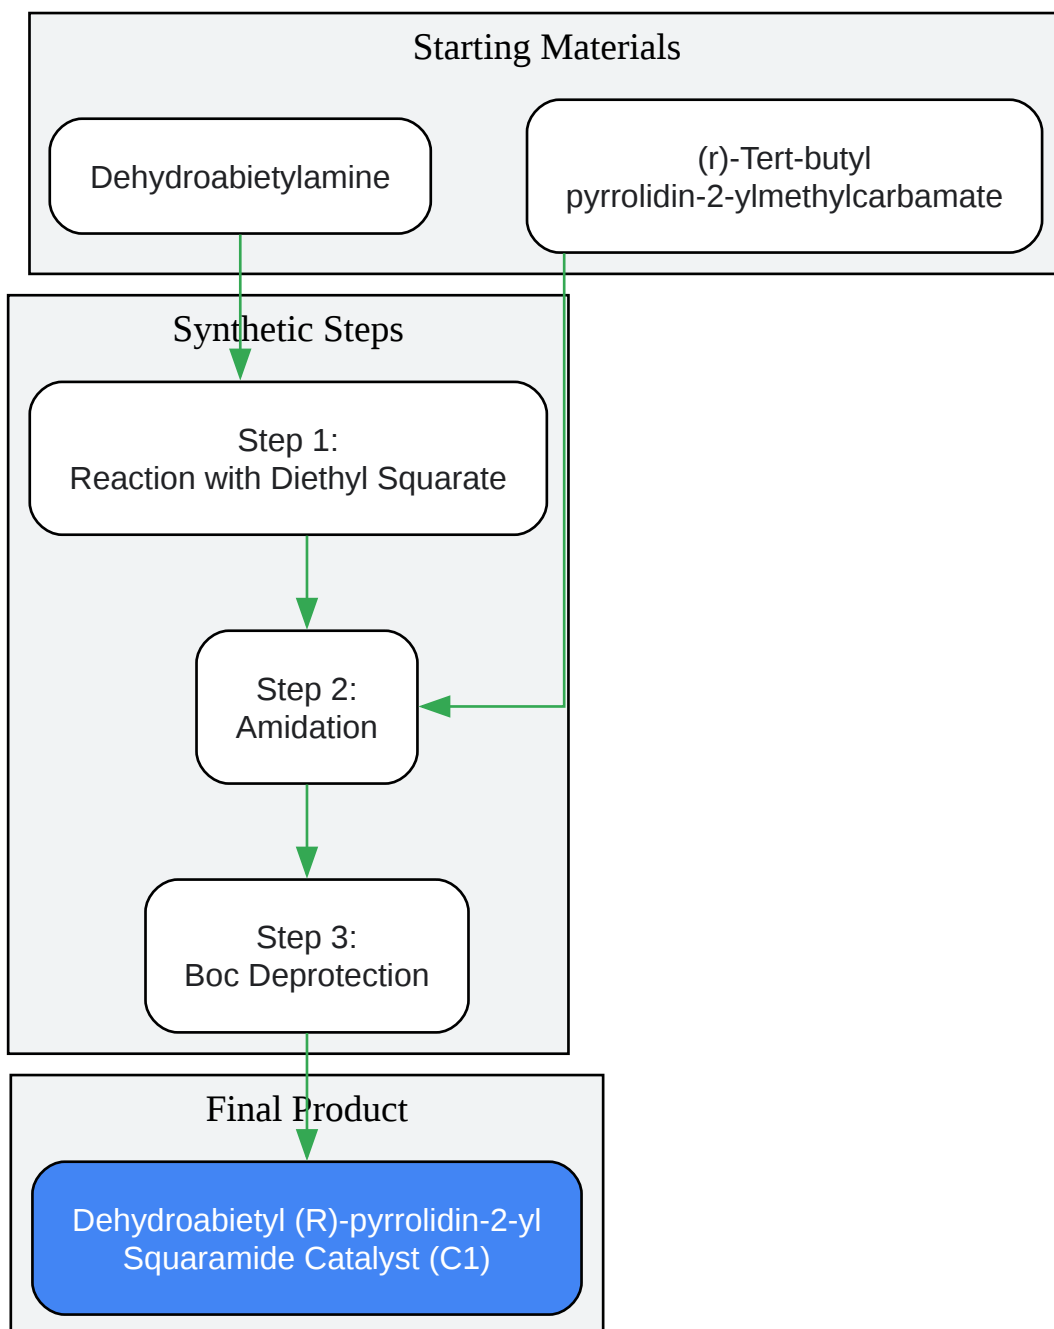 Starting Materials
Dehydroabietylamine
(r)-Tert-butyl
pyrrolidin-2-ylmethylcarbamate
Synthetic Steps
Step 1:
Reaction with Diethyl Squarate
Step 2:
Amidation
Step 3:
Boc Deprotection
Final Product
Dehydroabietyl (R)-pyrrolidin-2-yl
Squaramide Catalyst (C1)